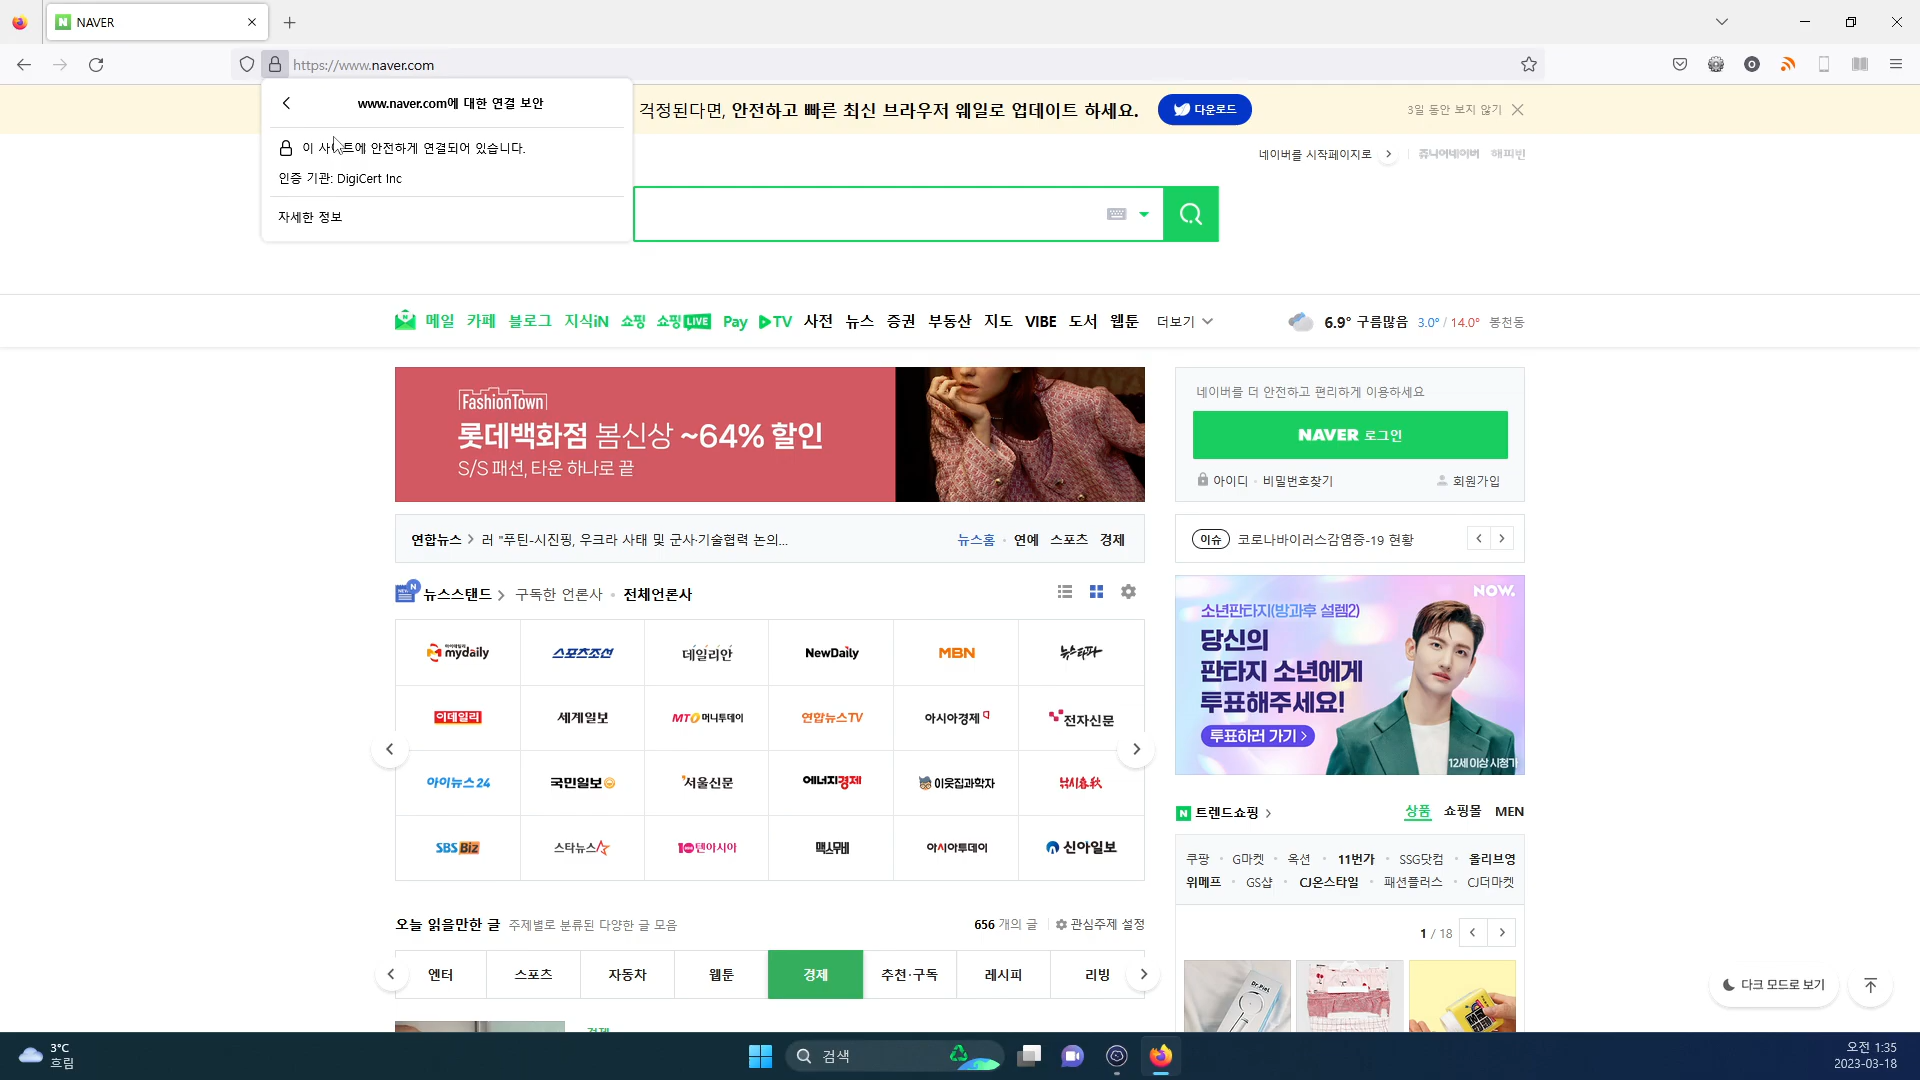 NAVER
https://www.naver.com
www.naver.com에 대한 연결 보안
이 사이트에 안전하게 연결되어 있습니다.
인증 기관: DigiCert Inc
자세한 정보
걱정된다면, 안전하고 빠른 최신 브라우저 웨일로 업데이트 하세요.
다운로드
3일 동안 보지 않기
네이버를 시작페이지로
쥬니어네이버 해피빈
메일 카페 블로그 지식iN 쇼핑 쇼핑LIVE Pay TV 사전 뉴스 증권 부동산 지도 VIBE 도서 웹툰 더보기
6.9° 구름많음 3.0° / 14.0° 봉천동
FashionTown
롯데백화점 봄신상 ~64% 할인
S/S 패션, 타운 하나로 끝
네이버를 더 안전하고 편리하게 이용하세요
NAVER 로그인
아이디 · 비밀번호찾기 회원가입
연합뉴스 > 러 "푸틴-시진핑, 우크라 사태 및 군사·기술협력 논의...
뉴스홈 · 연예 스포츠 경제
이슈 코로나바이러스감염증-19 현황
뉴스스탠드 > 구독한 언론사 · 전체언론사
마이데일리 mydaily 스포츠조선 데일리안 NewDaily MBN 뉴스타파
이데일리 세계일보 MT 머니투데이 연합뉴스TV 아시아경제 전자신문
아이뉴스24 국민일보 서울신문 에너지경제 이웃집과학자 낚시春秋
SBS Biz 스타뉴스 10 텐아시아 맥스무비 아시아투데이 신아일보
NOW.
소년판타지(방과후 설렘2)
당신의
판타지 소년에게
투표해주세요!
투표하러 가기 >
12세 이상 시청가
트렌드쇼핑 >
상품 쇼핑몰 MEN
쿠팡 · G마켓 · 옥션 · 11번가 · SSG닷컴 · 올리브영
위메프 · GS샵 · CJ온스타일 · 패션플러스 · CJ더마켓
1 / 18
오늘 읽을만한 글 주제별로 분류된 다양한 글 모음
656 개의 글 관심주제 설정
엔터 스포츠 자동차 웹툰 경제 추천·구독 레시피 리빙
Dr.Piel
다크 모드로 보기
3°C
흐림
검색
오전 1:35
2023-03-18